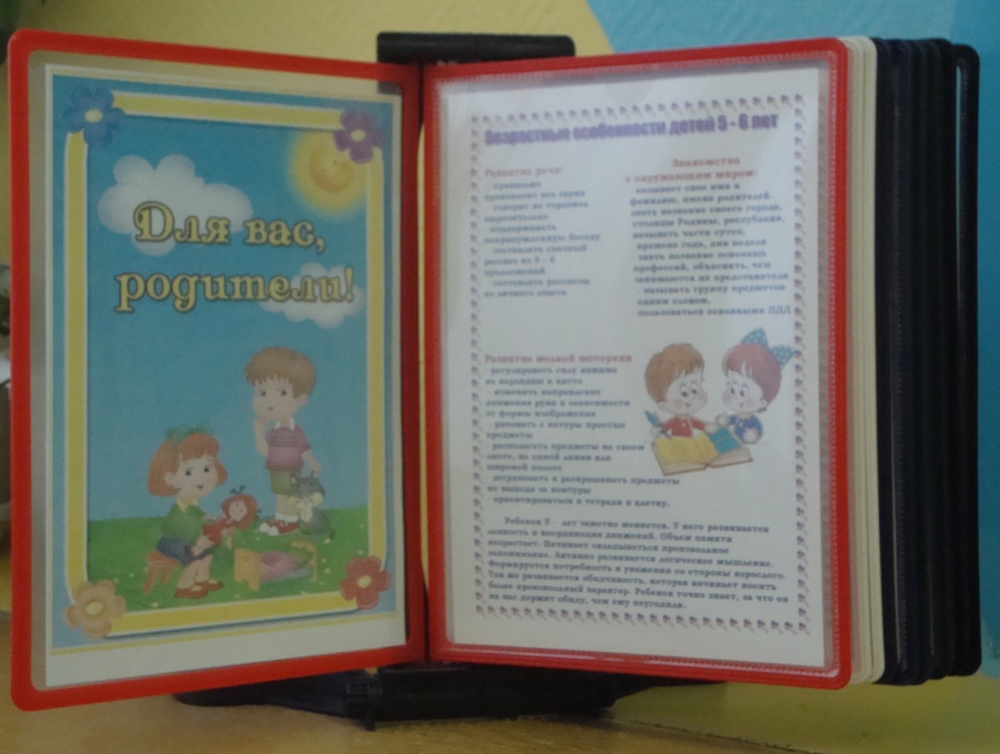 Для вас,
родители!
Возрастные особенности детей 5 - 6 лет
Развитие речи:
- правильно
произносит все звуки
- говорит не торопясь
выразительно
- поддерживать
непринужденную беседу
- составлять связный
рассказ из 5 - 6
предложений
- составлять рассказы
из личного опыта
Знакомство
с окружающим миром:
- называет свое имя и
фамилию, имена родителей.
знать название своего города,
столицы Родины, республики,
называть части суток,
времена года, дни недели
- знать название основных
профессий, объяснять, чем
занимаются их представители
- называть группу предметов
одним словом,
- пользоваться основными ПДД
Развитие мелкой моторики
- регулировать силу нажима
на карандаш и кисть
- изменять направление
движения руки в зависимости
от формы изображения
- рисовать с натуры простые
предметы
- располагать предметы на своем
листе, на одной линии или
широкой полосе
- штриховать и раскрашивать предметы
не выходя за контуры
- ориентироваться в тетради в клетку.
Ребенок 5 - лет заметно меняется. У него развивается
ловкость и координация движений. Объем памяти
возрастает. Начинает складываться произвольное
запоминание. Активно развивается логическое мышление.
Формируется потребность в уважении со стороны взрослого.
Так же развивается обидчивость, которая начинает носить
более произвольный характер. Ребенок точно знает, за что он
на вас держит обиду, чем ему неугодили.